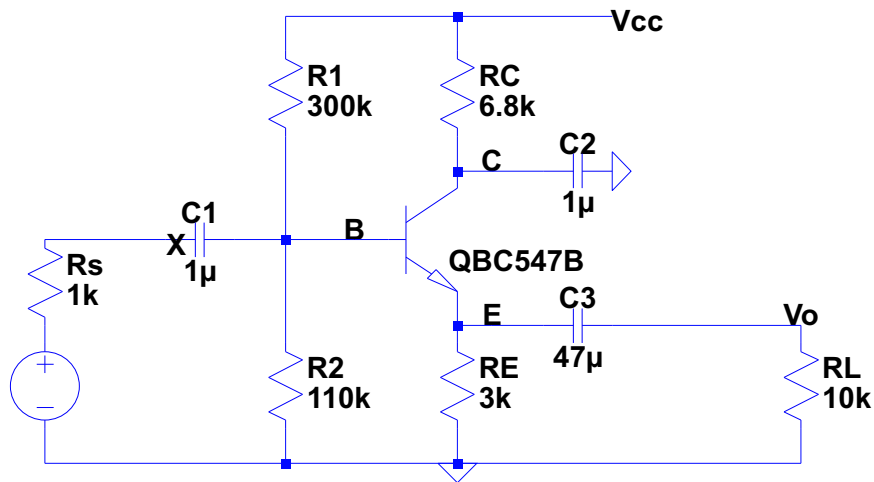 Vcc
R1
300k
RC
6.8k
C
C2
1µ
C1
X
1µ
B
Rs
1k
QBC547B
E
C3
47µ
Vo
R2
110k
RE
3k
RL
10k